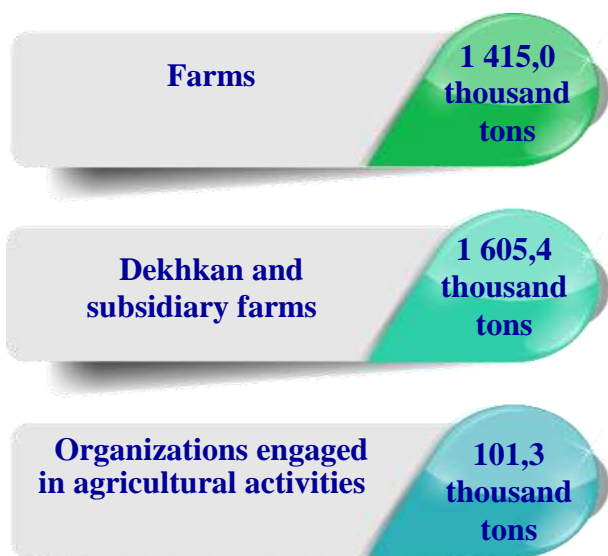 Farms
1 415,0
thousand
tons
Dekhkan and
subsidiary farms
1 605,4
thousand
tons
Organizations engaged
in agricultural activities
101,3
thousand
tons